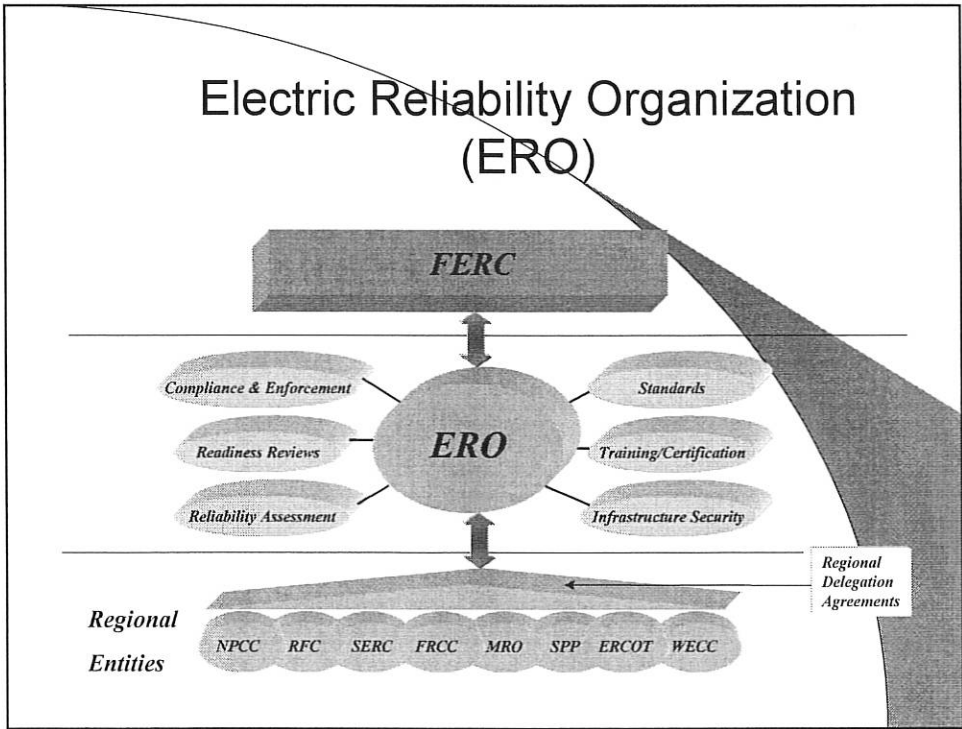 Electric Reliability Organization
(ERO)
FERC
Compliance & Enforcement
Standards
Readiness Reviews
ERO
Training/Certification
Reliability Assessment
Infrastructure Security
Regional
Delegation
Agreements
Regional
Entities
NPCC RFC SERC FRCC MRO SPP ERCOT WECC